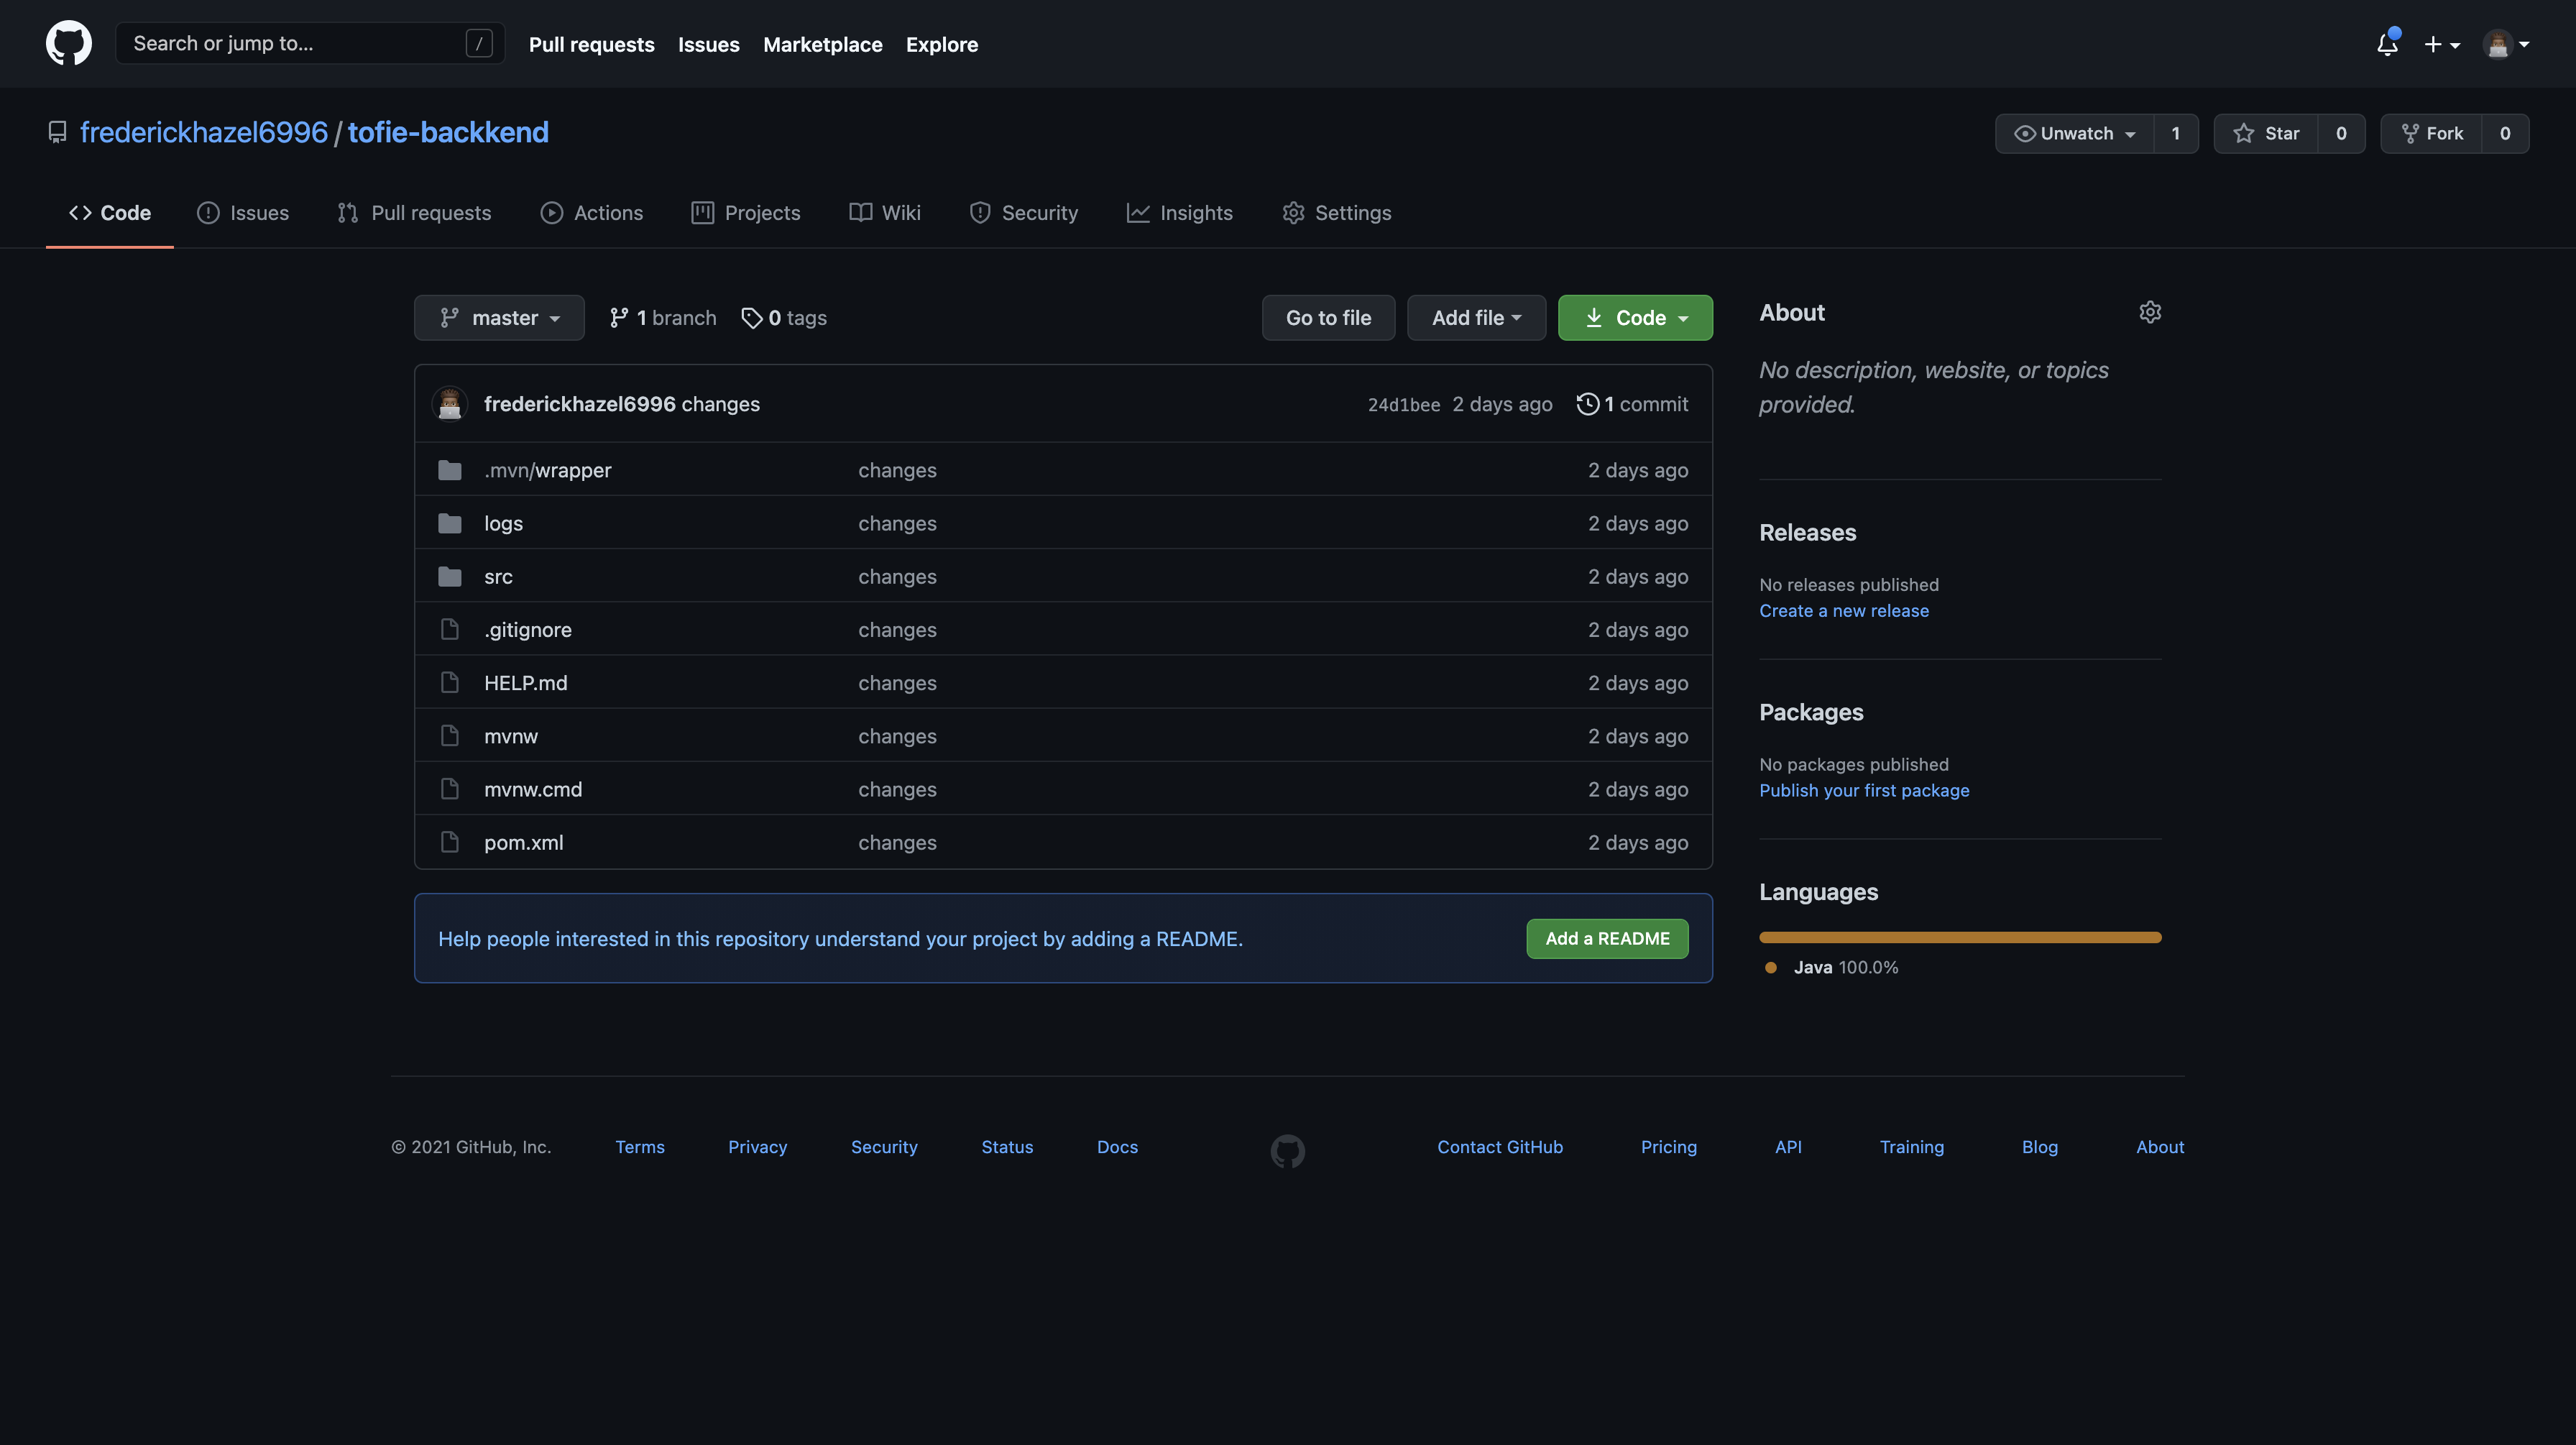 Search or jump to... /
Pull requests Issues Marketplace Explore
frederickhazel6996 / tofie-backkend
Unwatch 1 Star 0 Fork 0
Code Issues Pull requests Actions Projects Wiki Security Insights Settings
master 1 branch 0 tags Go to file Add file Code
frederickhazel6996 changes 24d1bee 2 days ago 1 commit
.mvn/wrapper changes 2 days ago
logs changes 2 days ago
src changes 2 days ago
.gitignore changes 2 days ago
HELP.md changes 2 days ago
mvnw changes 2 days ago
mvnw.cmd changes 2 days ago
pom.xml changes 2 days ago
Help people interested in this repository understand your project by adding a README. Add a README
About
No description, website, or topics
provided.
Releases
No releases published
Create a new release
Packages
No packages published
Publish your first package
Languages
Java 100.0%
© 2021 GitHub, Inc. Terms Privacy Security Status Docs Contact GitHub Pricing API Training Blog About